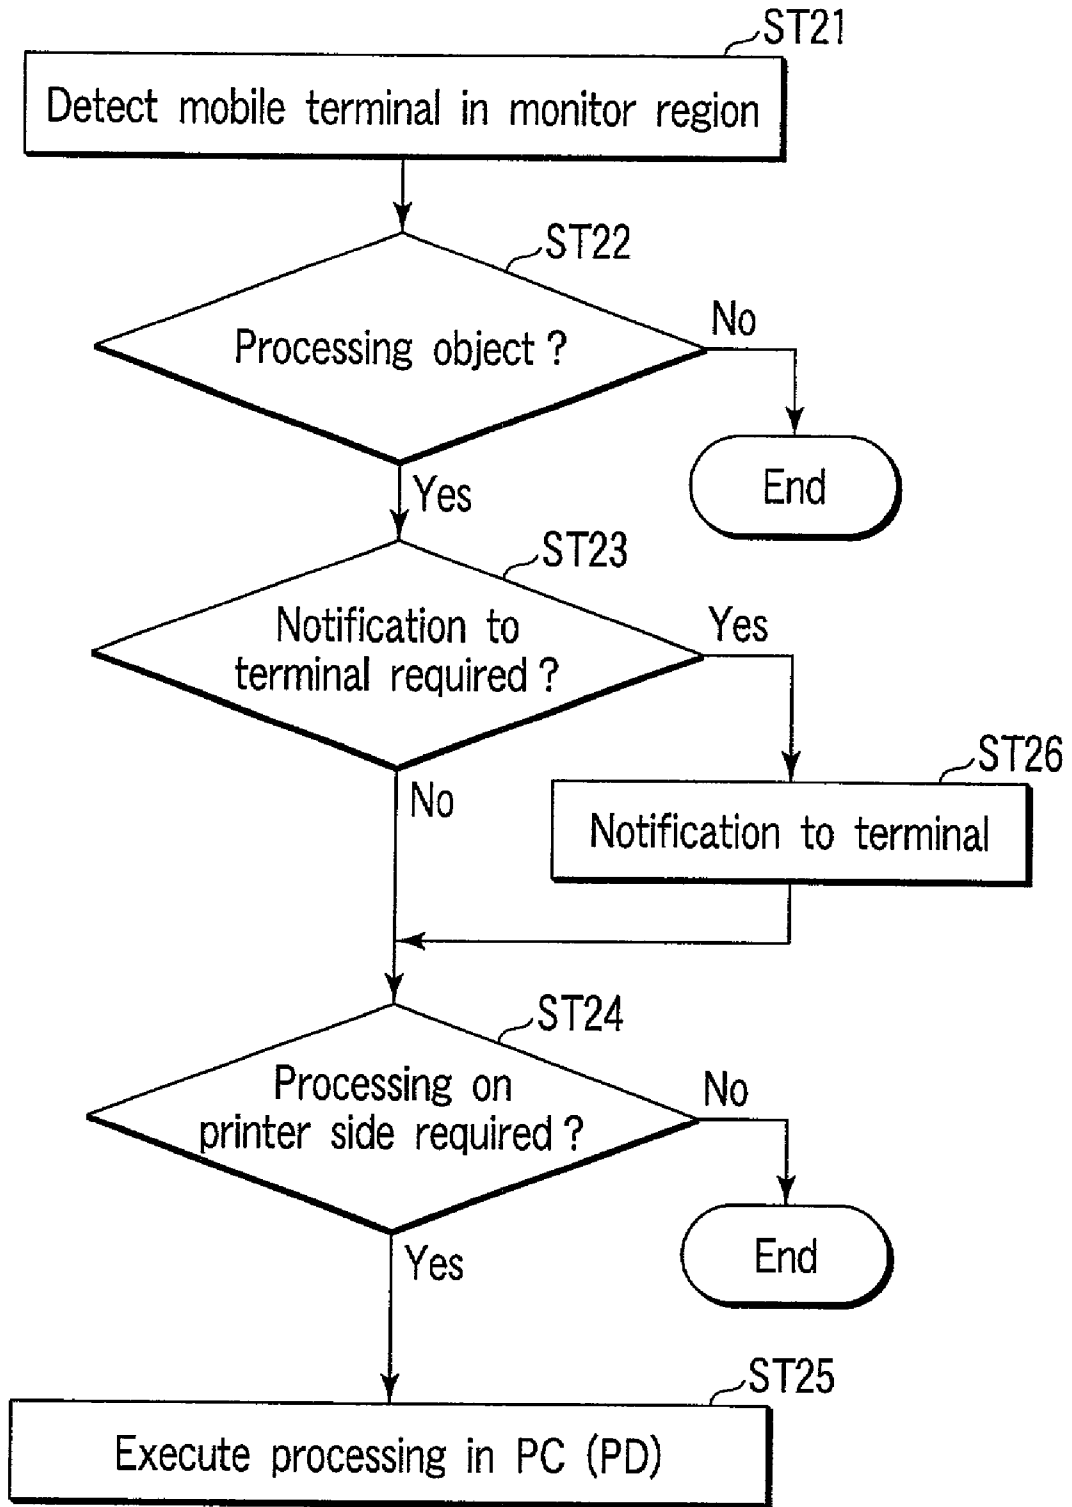 ST21
Detect mobile terminal in monitor region
ST22
Processing object ?
No
End
Yes
ST23
Notification to
terminal required ?
Yes
ST26
Notification to terminal
No
ST24
Processing on
printer side required ?
No
End
Yes
ST25
Execute processing in PC (PD)